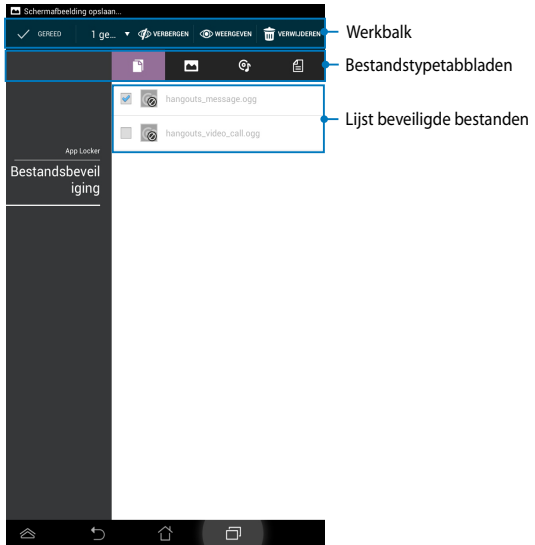 Schermafbeelding opslaan...
GEREED 1 ge... VERBERGEN WEERGEVEN VERWIJDEREN
Werkbalk
Bestandstypetabbladen
hangouts_message.ogg
Lijst beveiligde bestanden
hangouts_video_call.ogg
App Locker
Bestandsbeveil
iging